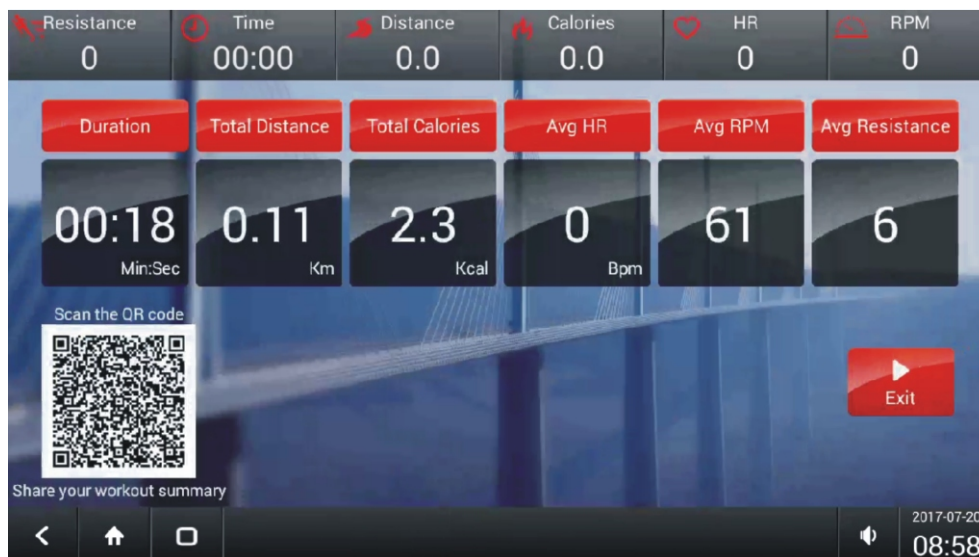 Resistance Time Distance Calories HR RPM
0 00:00 0.0 0.0 0 0
Duration Total Distance Total Calories Avg HR Avg RPM Avg Resistance
00:18 0.11 2.3 0 61 6
Min:Sec Km Kcal Bpm
Scan the QR code
Exit
Share your workout summary
2017-07-20
08:58